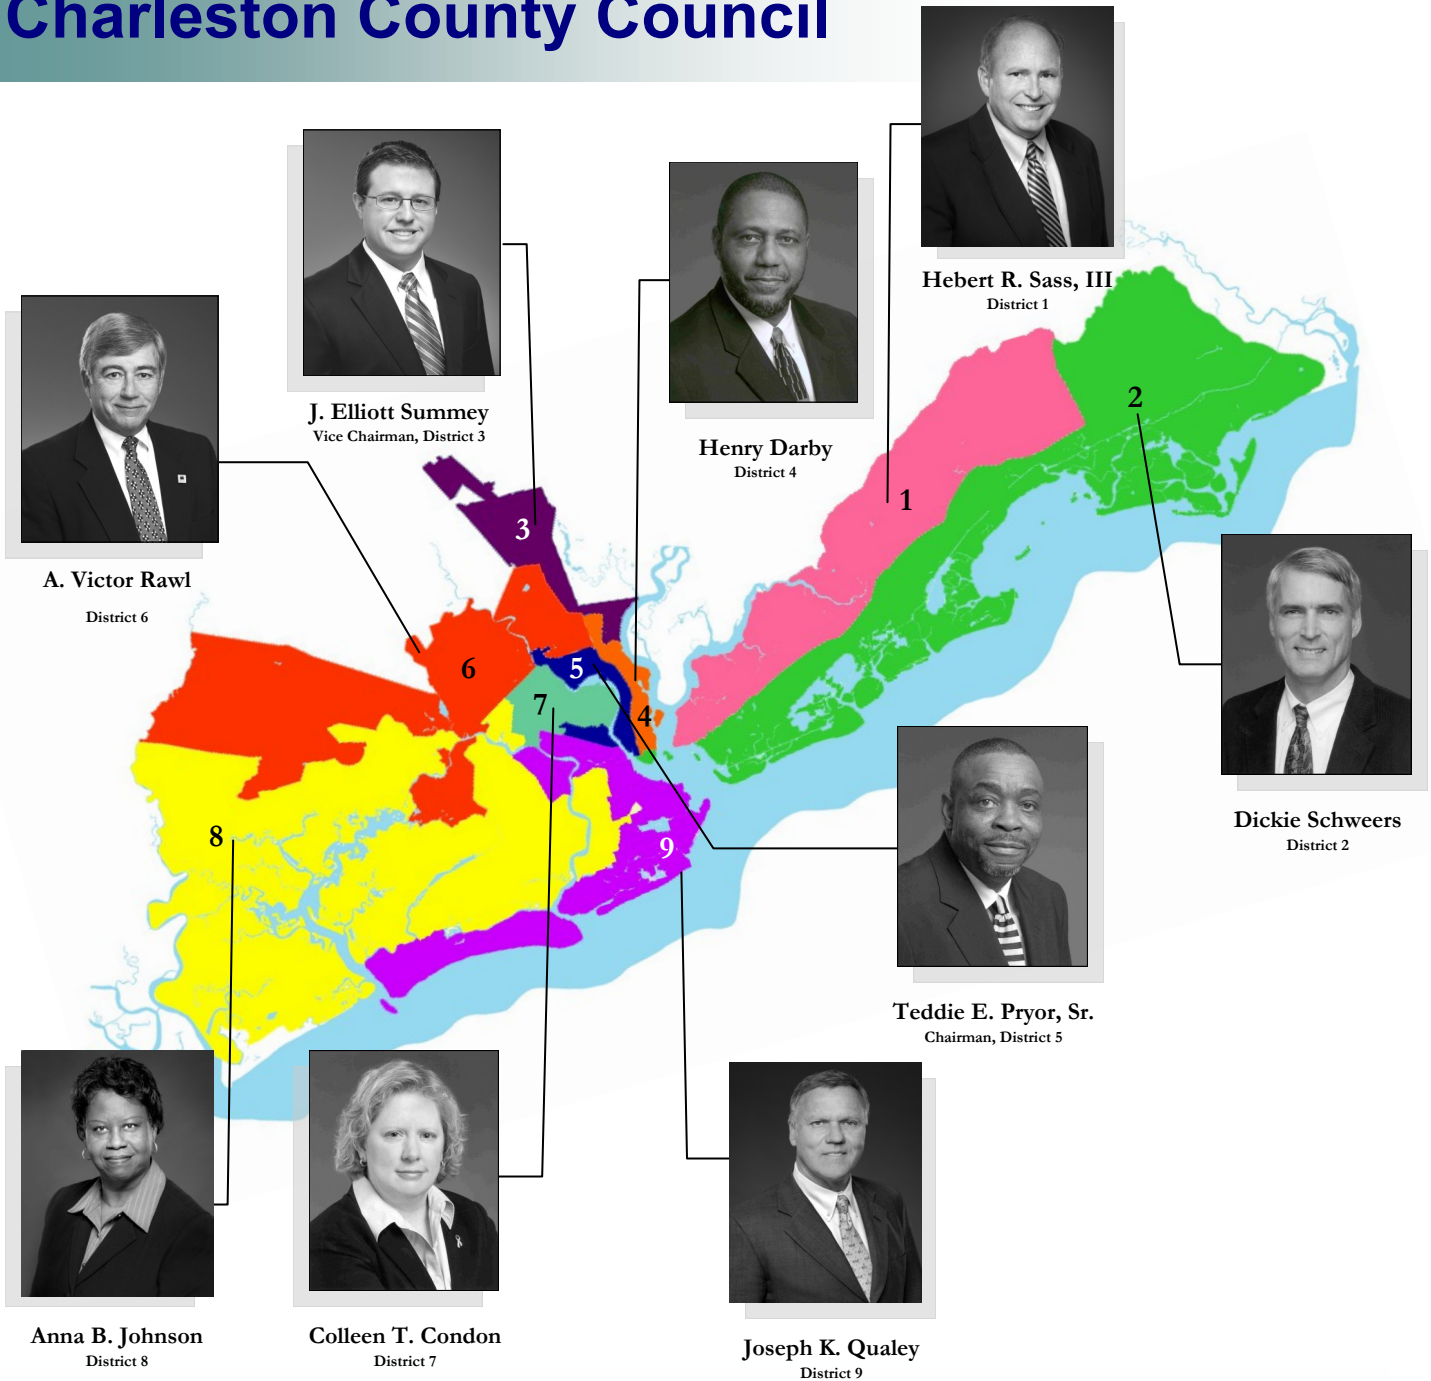 Charleston County Council
Hebert R. Sass, III
District 1
J. Elliott Summey
Vice Chairman, District 3
Henry Darby
District 4
2
1
3
A. Victor Rawl
District 6
6
5
7
4
8
9
Dickie Schweers
District 2
Teddie E. Pryor, Sr.
Chairman, District 5
Anna B. Johnson
District 8
Colleen T. Condon
District 7
Joseph K. Qualey
District 9